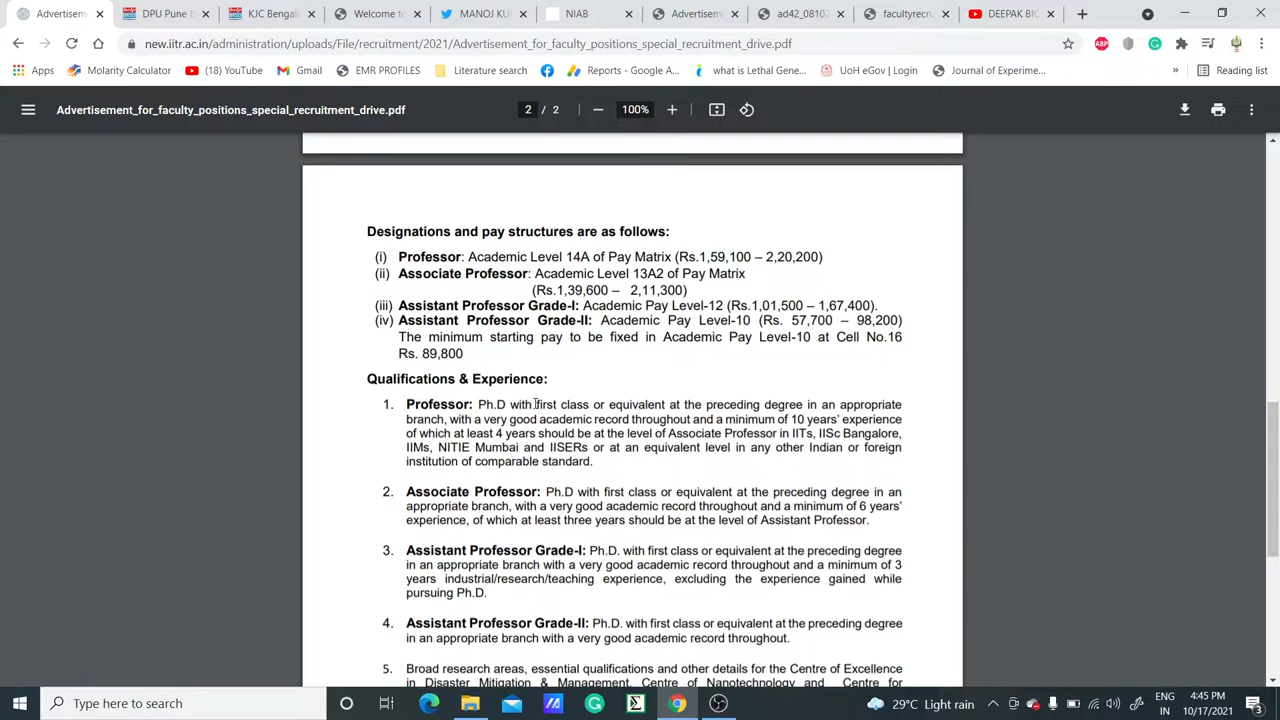 Advertisem
DPU Pune B
KJC Bengal
Welcome to
MANOJ KU
NIAB
Advertisem
ad42_0810
facultyrecru
DEEPAK BIC
new.iitr.ac.in/administration/uploads/File/recruitment/2021/Advertisement_for_faculty_positions_special_recruitment_drive.pdf
ABP
Apps
Molarity Calculator
(18) YouTube
Gmail
EMR PROFILES
Literature search
Reports - Google A...
what is Lethal Gene...
UoH eGov | Login
Journal of Experime...
»
Reading list
Advertisement_for_faculty_positions_special_recruitment_drive.pdf
2 / 2
100%
Designations and pay structures are as follows:
(i) Professor: Academic Level 14A of Pay Matrix (Rs.1,59,100 – 2,20,200)
(ii) Associate Professor: Academic Level 13A2 of Pay Matrix
(Rs.1,39,600 – 2,11,300)
(iii) Assistant Professor Grade-I: Academic Pay Level-12 (Rs.1,01,500 - 1,67,400).
(iv) Assistant Professor Grade-II: Academic Pay Level-10 (Rs. 57,700 – 98,200)
The minimum starting pay to be fixed in Academic Pay Level-10 at Cell No.16
Rs. 89,800
Qualifications & Experience:
1. Professor: Ph.D with first class or equivalent at the preceding degree in an appropriate
branch, with a very good academic record throughout and a minimum of 10 years' experience
of which at least 4 years should be at the level of Associate Professor in IITs, IISc Bangalore,
IIMs, NITIE Mumbai and IISERs or at an equivalent level in any other Indian or foreign
institution of comparable standard.
2. Associate Professor: Ph.D with first class or equivalent at the preceding degree in an
appropriate branch, with a very good academic record throughout and a minimum of 6 years'
experience, of which at least three years should be at the level of Assistant Professor.
3. Assistant Professor Grade-I: Ph.D. with first class or equivalent at the preceding degree
in an appropriate branch with a very good academic record throughout and a minimum of 3
years industrial/research/teaching experience, excluding the experience gained while
pursuing Ph.D.
4. Assistant Professor Grade-II: Ph.D. with first class or equivalent at the preceding degree
in an appropriate branch with a very good academic record throughout.
5. Broad research areas, essential qualifications and other details for the Centre of Excellence
in Disaster Mitigation & Management, Centre of Nanotechnology and Centre for
Type here to search
29°C Light rain
ENG
IN
4:45 PM
10/17/2021
3